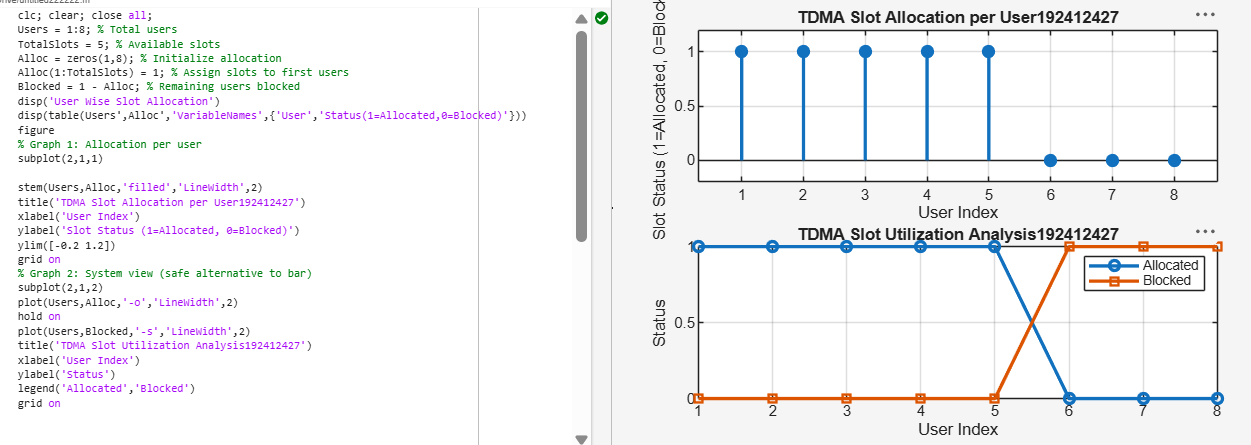 clc; clear; close all;
Users = 1:8; % Total users
TotalSlots = 5; % Available slots
Alloc = zeros(1,8); % Initialize allocation
Alloc(1:TotalSlots) = 1; % Assign slots to first users
Blocked = 1 - Alloc; % Remaining users blocked
disp('User Wise Slot Allocation')
disp(table(Users',Alloc','VariableNames',{'User','Status(1=Allocated,0=Blocked)'}))
figure
% Graph 1: Allocation per user
subplot(2,1,1)
stem(Users,Alloc,'filled','LineWidth',2)
title('TDMA Slot Allocation per User192412427')
xlabel('User Index')
ylabel('Slot Status (1=Allocated, 0=Blocked)')
ylim([-0.2 1.2])
grid on
% Graph 2: System view (safe alternative to bar)
subplot(2,1,2)
plot(Users,Alloc,'-o','LineWidth',2)
hold on
plot(Users,Blocked,'-s','LineWidth',2)
title('TDMA Slot Utilization Analysis192412427')
xlabel('User Index')
ylabel('Status')
legend('Allocated','Blocked')
grid on
TDMA Slot Allocation per User192412427
Slot Status (1=Allocated, 0=Block
1
0.5
0
1 2 3 4 5 6 7 8
User Index
TDMA Slot Utilization Analysis192412427
Status
1
0.5
0
Allocated
Blocked
1 2 3 4 5 6 7 8
User Index